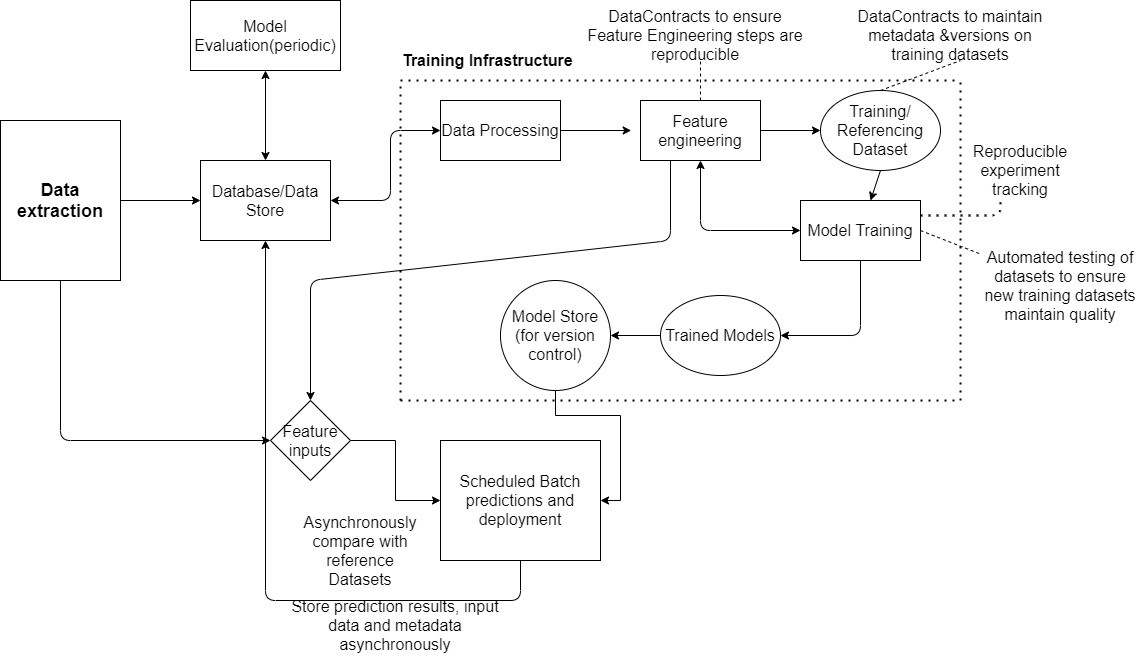 Model
Evaluation(periodic)
DataContracts to ensure
Feature Engineering steps are
reproducible
DataContracts to maintain
metadata &versions on
training datasets
Training Infrastructure
Data
extraction
Database/Data
Store
Data Processing
Feature
engineering
Training/
Referencing
Dataset
Reproducible
experiment
tracking
Model Training
Automated testing of
datasets to ensure
new training datasets
maintain quality
Model Store
(for version
control)
Trained Models
Feature
inputs
Scheduled Batch
predictions and
deployment
Asynchronously
compare with
reference
Datasets
Store prediction results, input
data and metadata
asynchronously